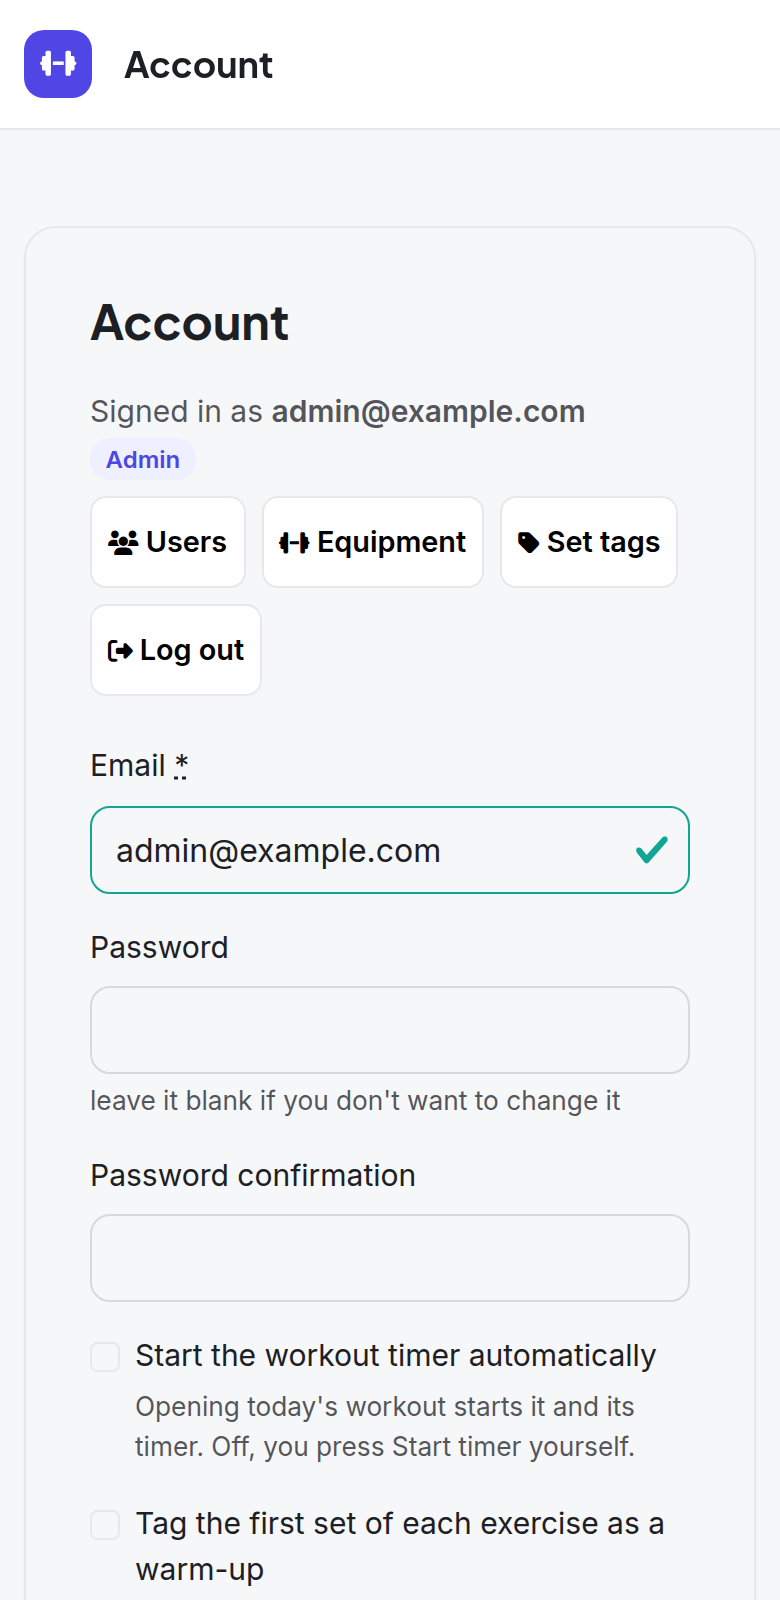 Account
Account
Signed in as admin@example.com
Admin
Users
Equipment
Set tags
Log out
Email *
admin@example.com
Password
leave it blank if you don't want to change it
Password confirmation
Start the workout timer automatically
Opening today's workout starts it and its
timer. Off, you press Start timer yourself.
Tag the first set of each exercise as a
warm-up